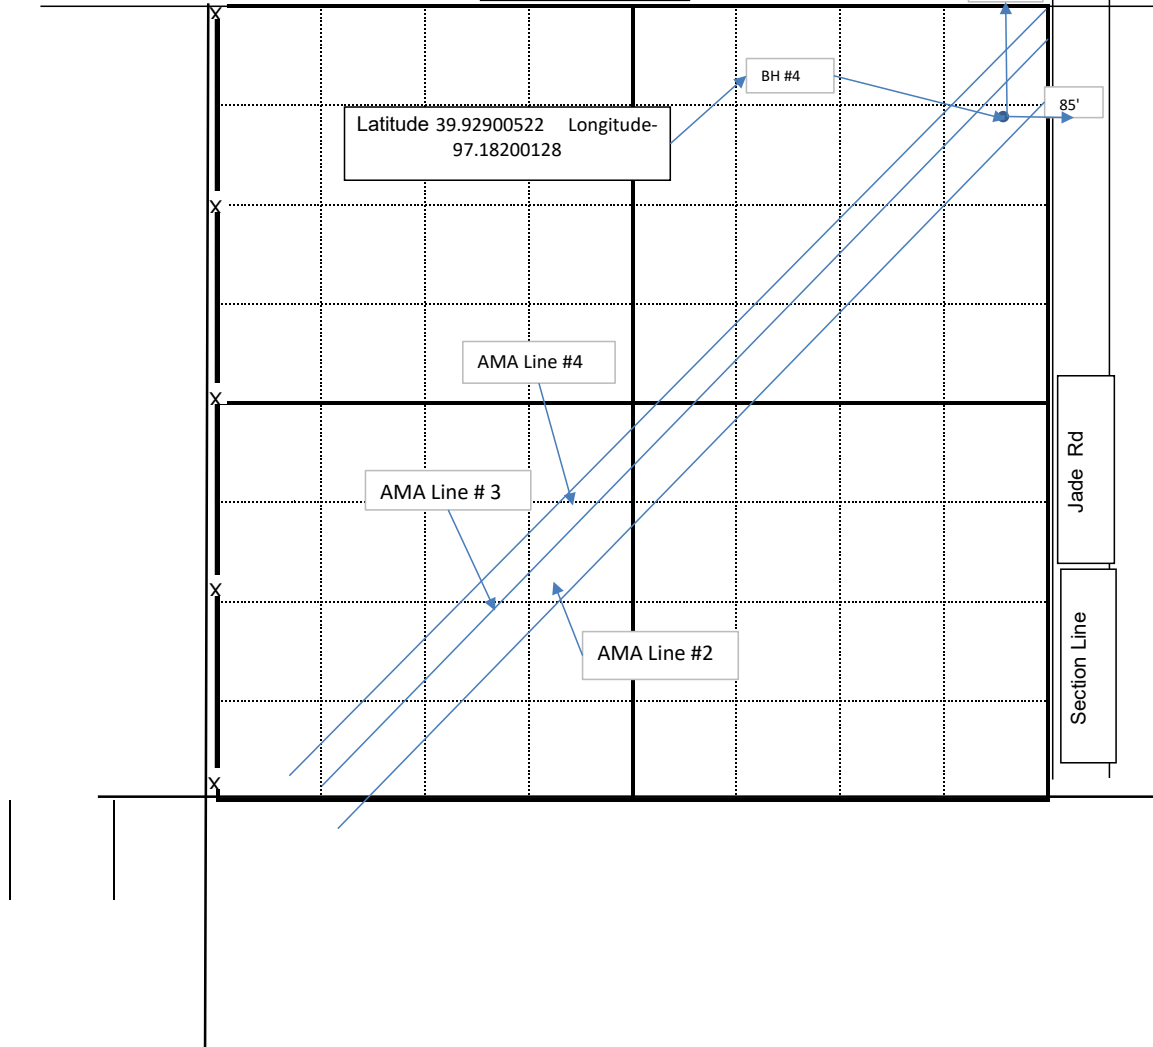 X
BH #4
85'
Latitude 39.92900522 Longitude-
97.18200128
X
AMA Line #4
X
Jade Rd
AMA Line # 3
X
AMA Line #2
Section Line
X